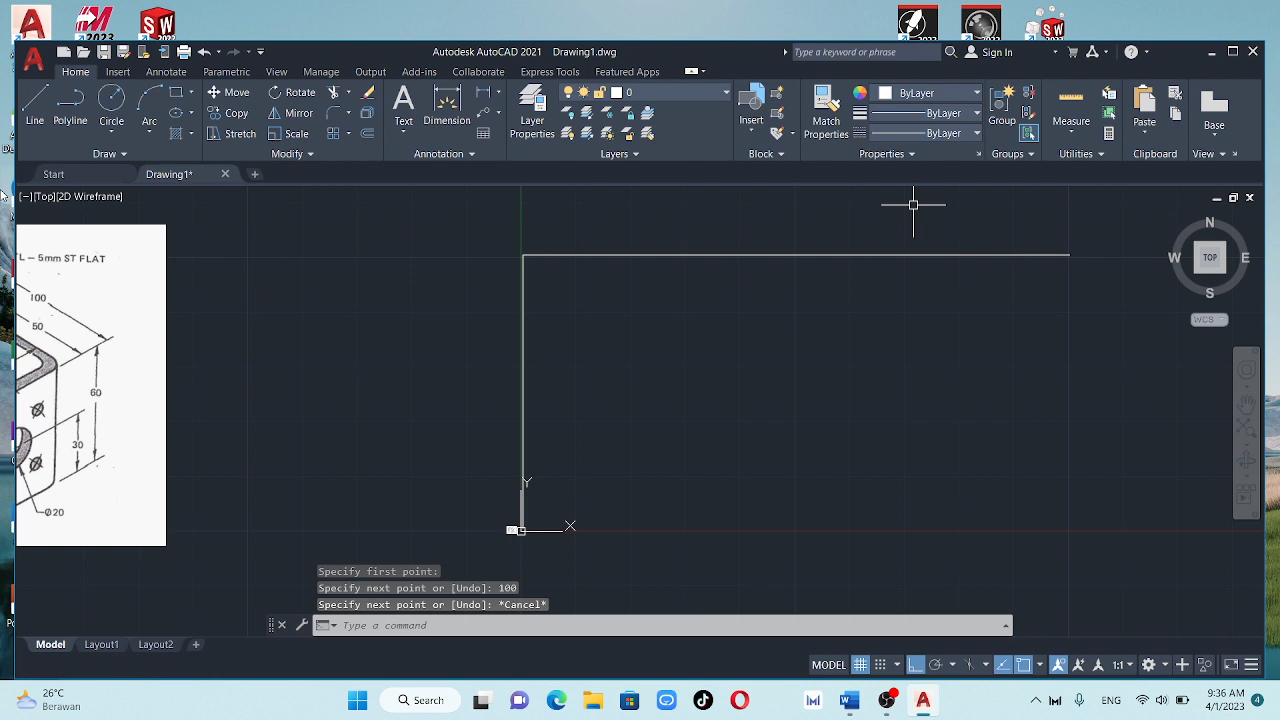 2023
Autodesk AutoCAD 2021 Drawing1.dwg
Type a keyword or phrase
Sign In
Home Insert Annotate Parametric View Manage Output Add-ins Collaborate Express Tools Featured Apps
Line Polyline Circle Arc
Move Rotate
Copy Mirror
Stretch Scale
Text Dimension
Layer Properties
0
Insert
Match Properties
ByLayer
ByLayer
ByLayer
Group
Measure
Paste
Base
Draw Modify Annotation Layers Block Properties Groups Utilities Clipboard View
Start Drawing1*
[−][Top][2D Wireframe]
– 5mm ST FLAT
100
50
60
30
Ø20
N
W TOP E
S
WCS
Y
X
Specify first point:
Specify next point or [Undo]: 100
Specify next point or [Undo]: *Cancel*
Type a command
Model Layout1 Layout2
MODEL 1:1
26°C
Berawan
Search
ENG
9:36 AM
4/1/2023
4